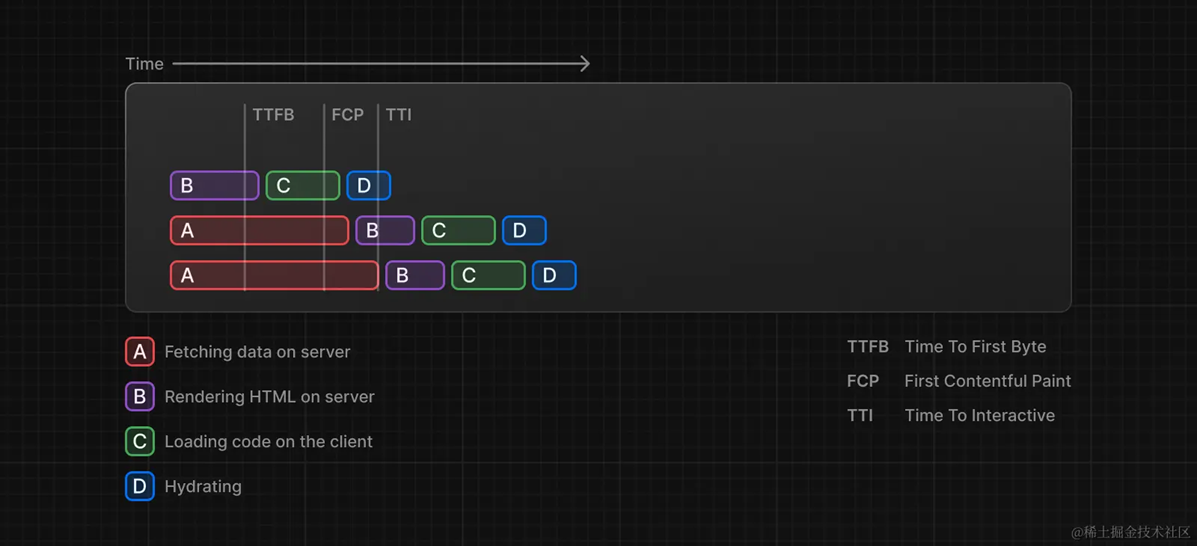 Time
TTFB FCP TTI
B C D
A B C D
A B C D
A Fetching data on server
B Rendering HTML on server
C Loading code on the client
D Hydrating
TTFB Time To First Byte
FCP First Contentful Paint
TTI Time To Interactive
@稀土掘金技术社区